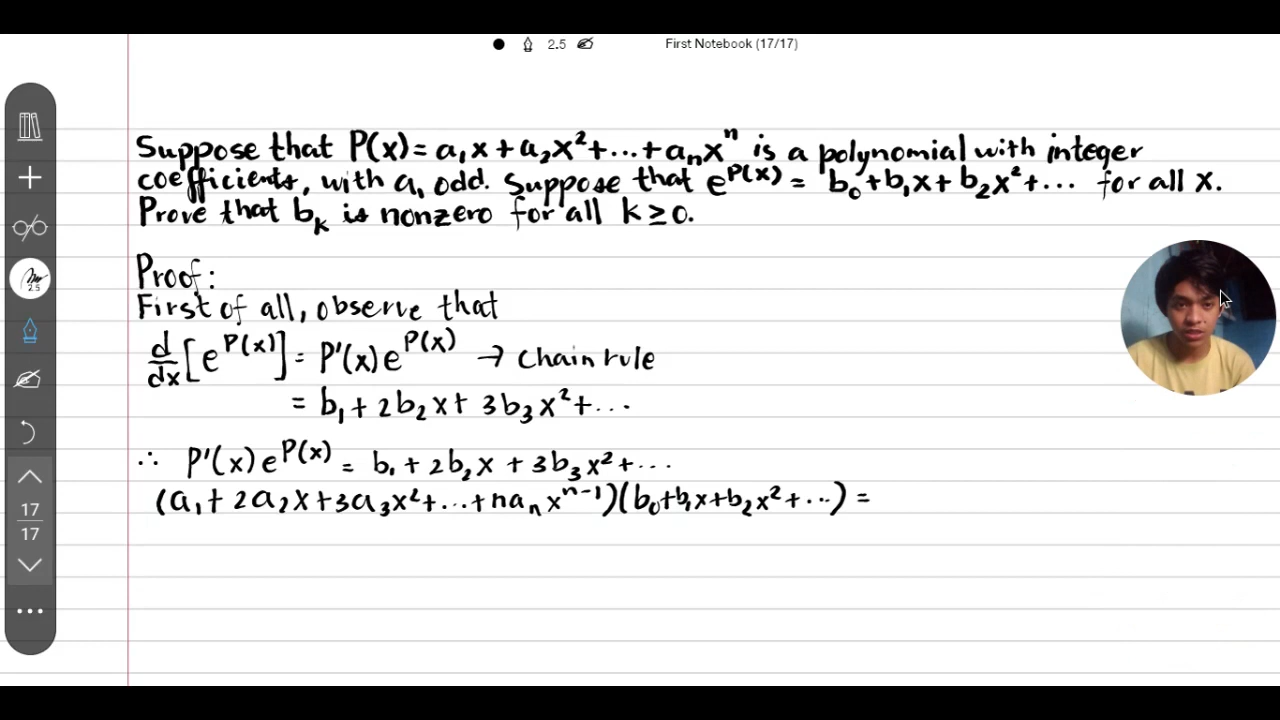 2.5 First Notebook (17/17)
Suppose that P(x) = a₁x + a₂x² + ... + aₙxⁿ is a polynomial with integer
coefficients, with a₁ odd. Suppose that e^P(x) = b₀ + b₁x + b₂x² + ... for all x.
Prove that bₖ is nonzero for all k ≥ 0.
Proof:
First of all, observe that
d/dx [e^P(x)] = P'(x) e^P(x) → Chain rule
= b₁ + 2b₂x + 3b₃x² + ...
∴ P'(x) e^P(x) = b₁ + 2b₂x + 3b₃x² + ...
(a₁ + 2a₂x + 3a₃x² + ... + naₙxⁿ⁻¹)(b₀ + b₁x + b₂x² + ...) =
2.5
17
17